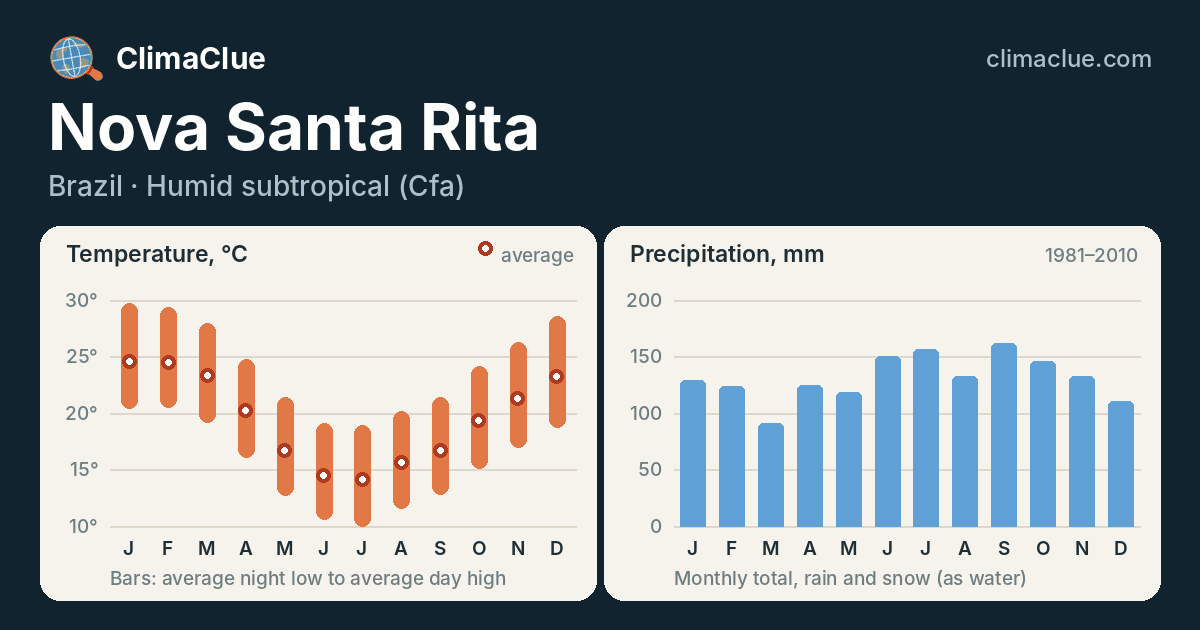 ClimaClue
climaclue.com
Nova Santa Rita
Brazil · Humid subtropical (Cfa)
Temperature, °C
average
30°
25°
20°
15°
10°
J F M A M J J A S O N D
Bars: average night low to average day high
Precipitation, mm
1981–2010
200
150
100
50
0
J F M A M J J A S O N D
Monthly total, rain and snow (as water)